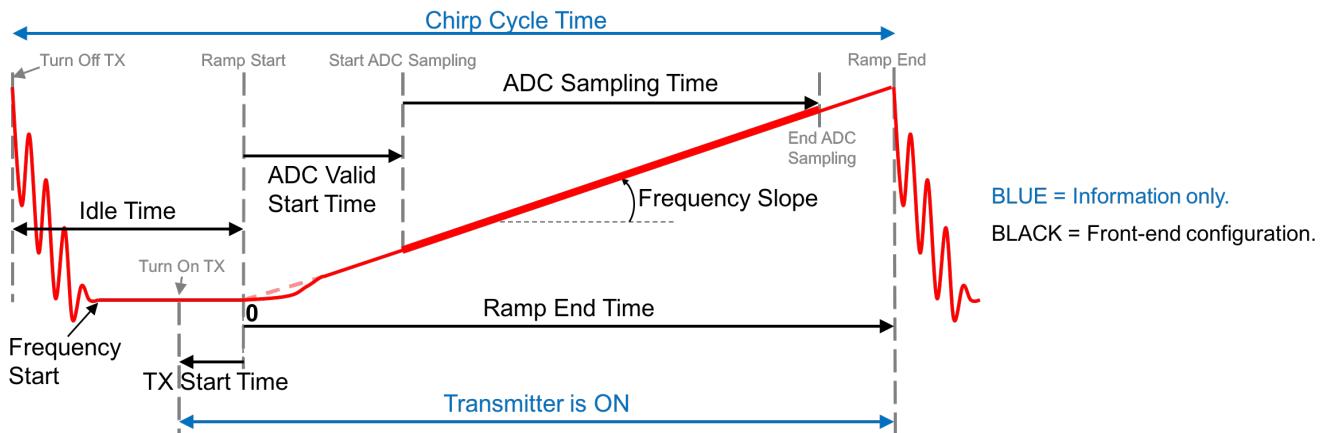 Chirp Cycle Time
Turn Off TX
Ramp Start
Start ADC Sampling
Ramp End
ADC Sampling Time
End ADC
Sampling
ADC Valid
Start Time
Frequency Slope
Idle Time
BLUE = Information only.
BLACK = Front-end configuration.
Turn On TX
0
Ramp End Time
Frequency
Start
TX Start Time
Transmitter is ON